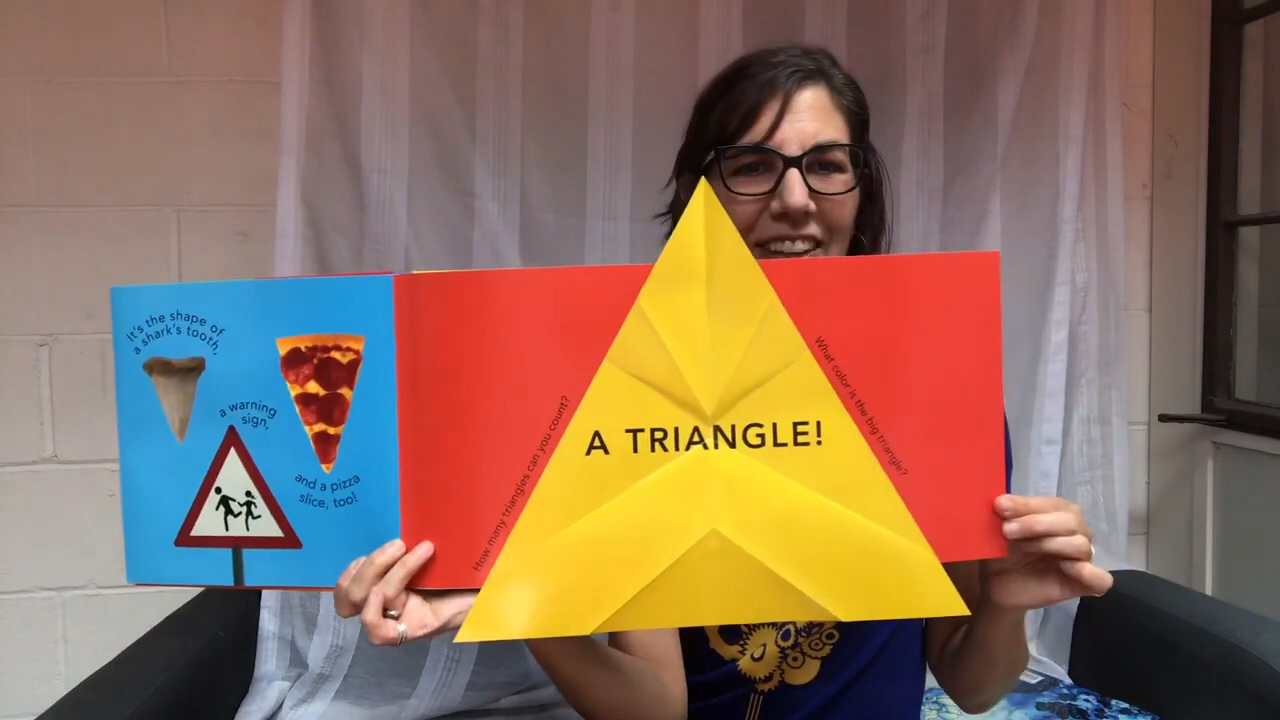 It's the shape of
a shark's tooth,
a warning
sign,
and a pizza
slice, too!
How many triangles can you count?
A TRIANGLE!
What color is the big triangle?